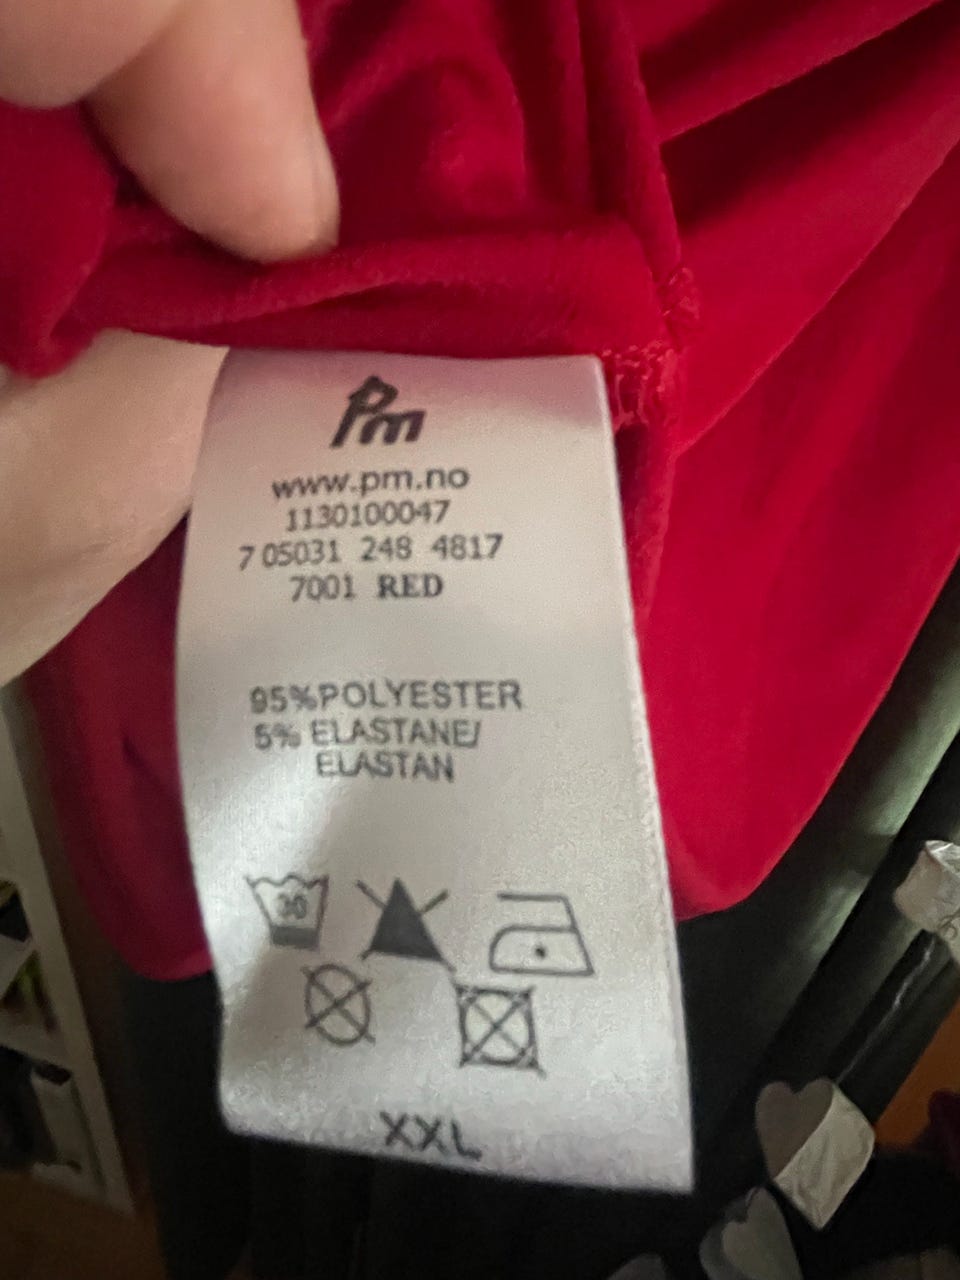 Pm
www.pm.no
1130100047
7 05031 248 4817
7001 RED
95%POLYESTER
5% ELASTANE/
ELASTAN
30
XXL